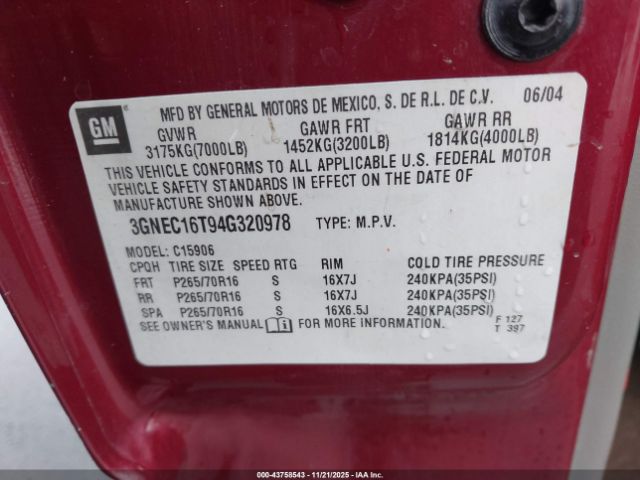 GM
MFD BY GENERAL MOTORS DE MEXICO, S. DE R.L. DE C.V. 06/04
GVWR GAWR FRT GAWR RR
3175KG(7000LB) 1452KG(3200LB) 1814KG(4000LB)
THIS VEHICLE CONFORMS TO ALL APPLICABLE U.S. FEDERAL MOTOR
VEHICLE SAFETY STANDARDS IN EFFECT ON THE DATE OF
MANUFACTURE SHOWN ABOVE.
3GNEC16T94G320978 TYPE: M.P.V.
MODEL: C15906
CPQH TIRE SIZE SPEED RTG RIM COLD TIRE PRESSURE
FRT P265/70R16 S 16X7J 240KPA(35PSI)
RR P265/70R16 S 16X7J 240KPA(35PSI)
SPA P265/70R16 S 16X6.5J 240KPA(35PSI)
SEE OWNER'S MANUAL FOR MORE INFORMATION. F 127
T 397
000-43758543 - 11/21/2025 - IAA Inc.